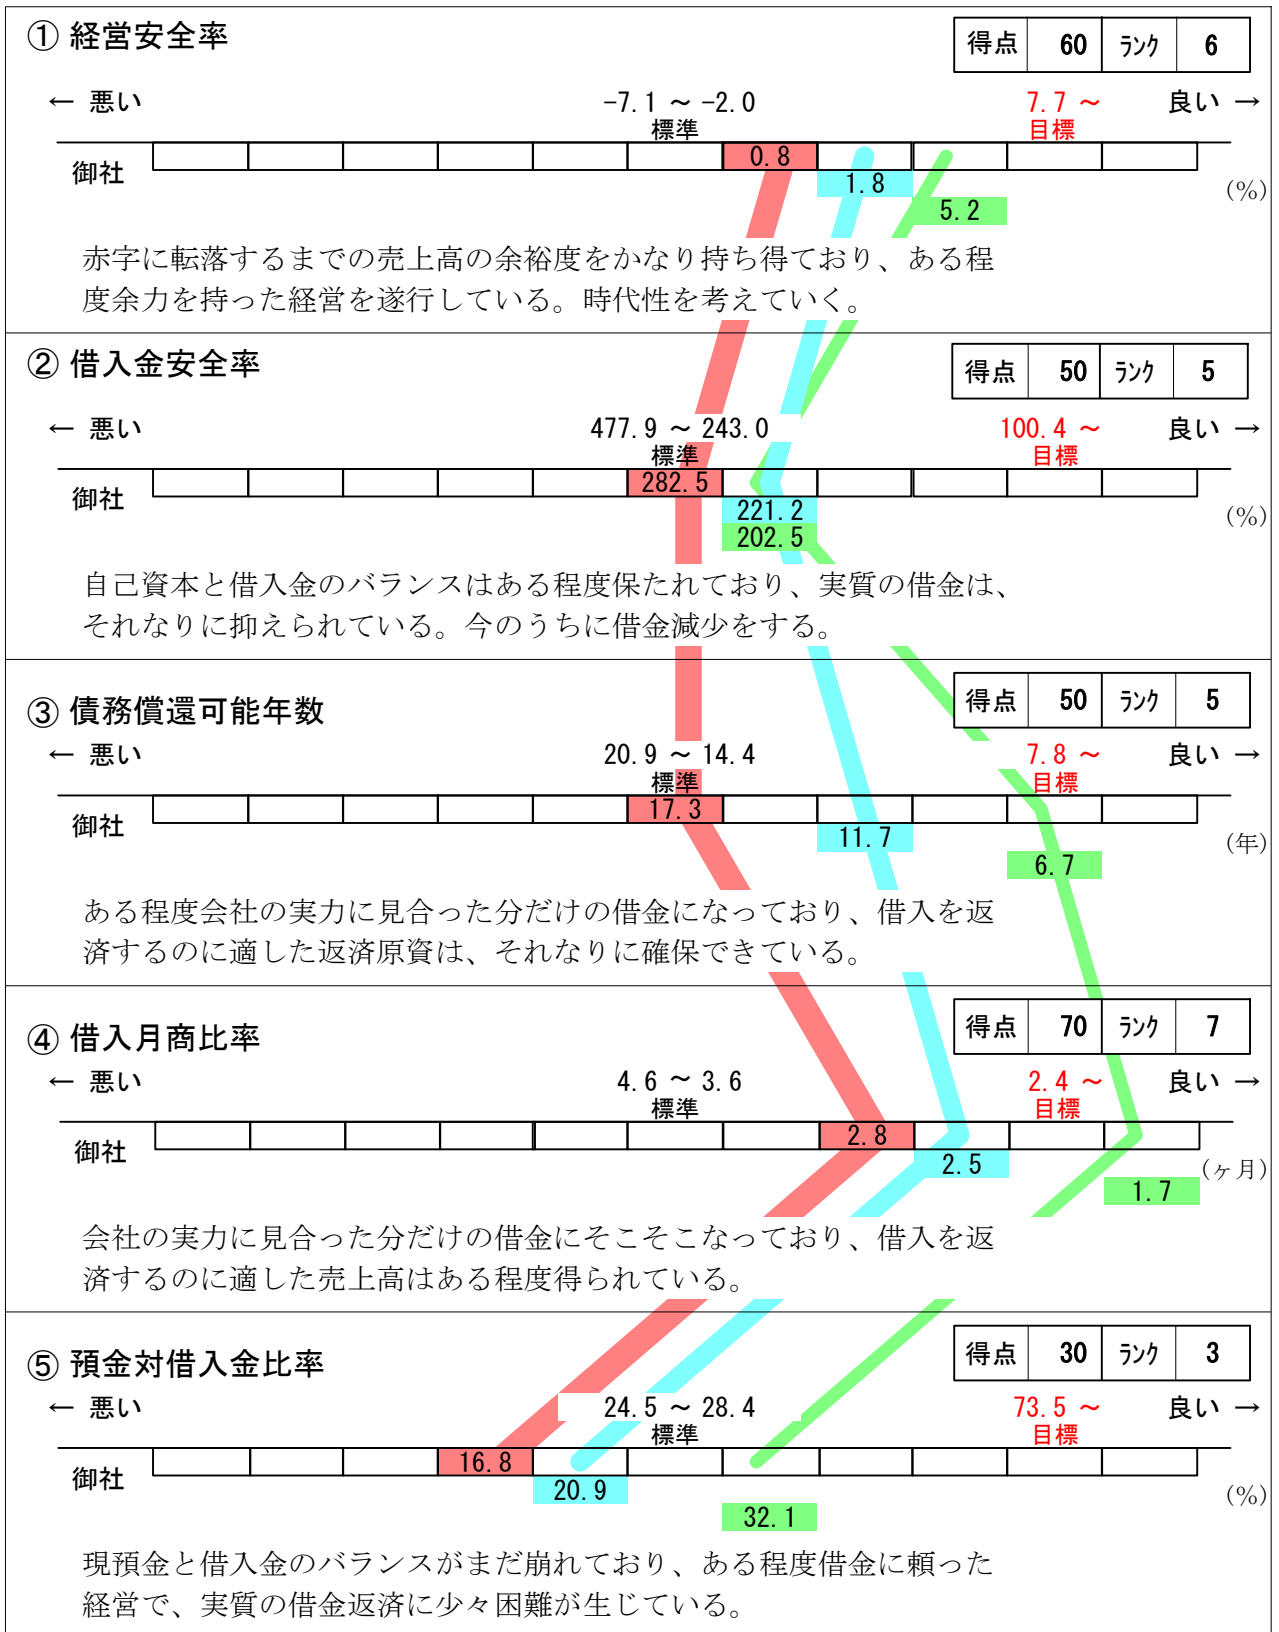 ① 経営安全率
得点 60 ﾗﾝｸ 6
← 悪い -7.1 ～ -2.0 7.7 ～ 良い →
標準 目標
御社 0.8
1.8
5.2
(%)
赤字に転落するまでの売上高の余裕度をかなり持ち得ており、ある程
度余力を持った経営を遂行している。時代性を考えていく。
② 借入金安全率
得点 50 ﾗﾝｸ 5
← 悪い 477.9 ～ 243.0 100.4 ～ 良い →
標準 目標
御社 282.5
221.2
202.5
(%)
自己資本と借入金のバランスはある程度保たれており、実質の借金は、
それなりに抑えられている。今のうちに借金減少をする。
③ 債務償還可能年数
得点 50 ﾗﾝｸ 5
← 悪い 20.9 ～ 14.4 7.8 ～ 良い →
標準 目標
御社 17.3
11.7
6.7
(年)
ある程度会社の実力に見合った分だけの借金になっており、借入を返
済するのに適した返済原資は、それなりに確保できている。
④ 借入月商比率
得点 70 ﾗﾝｸ 7
← 悪い 4.6 ～ 3.6 2.4 ～ 良い →
標準 目標
御社 2.8
2.5
1.7
(ヶ月)
会社の実力に見合った分だけの借金にそこそこなっており、借入を返
済するのに適した売上高はある程度得られている。
⑤ 預金対借入金比率
得点 30 ﾗﾝｸ 3
← 悪い 24.5 ～ 28.4 73.5 ～ 良い →
標準 目標
御社 16.8
20.9
32.1
(%)
現預金と借入金のバランスがまだ崩れており、ある程度借金に頼った
経営で、実質の借金返済に少々困難が生じている。